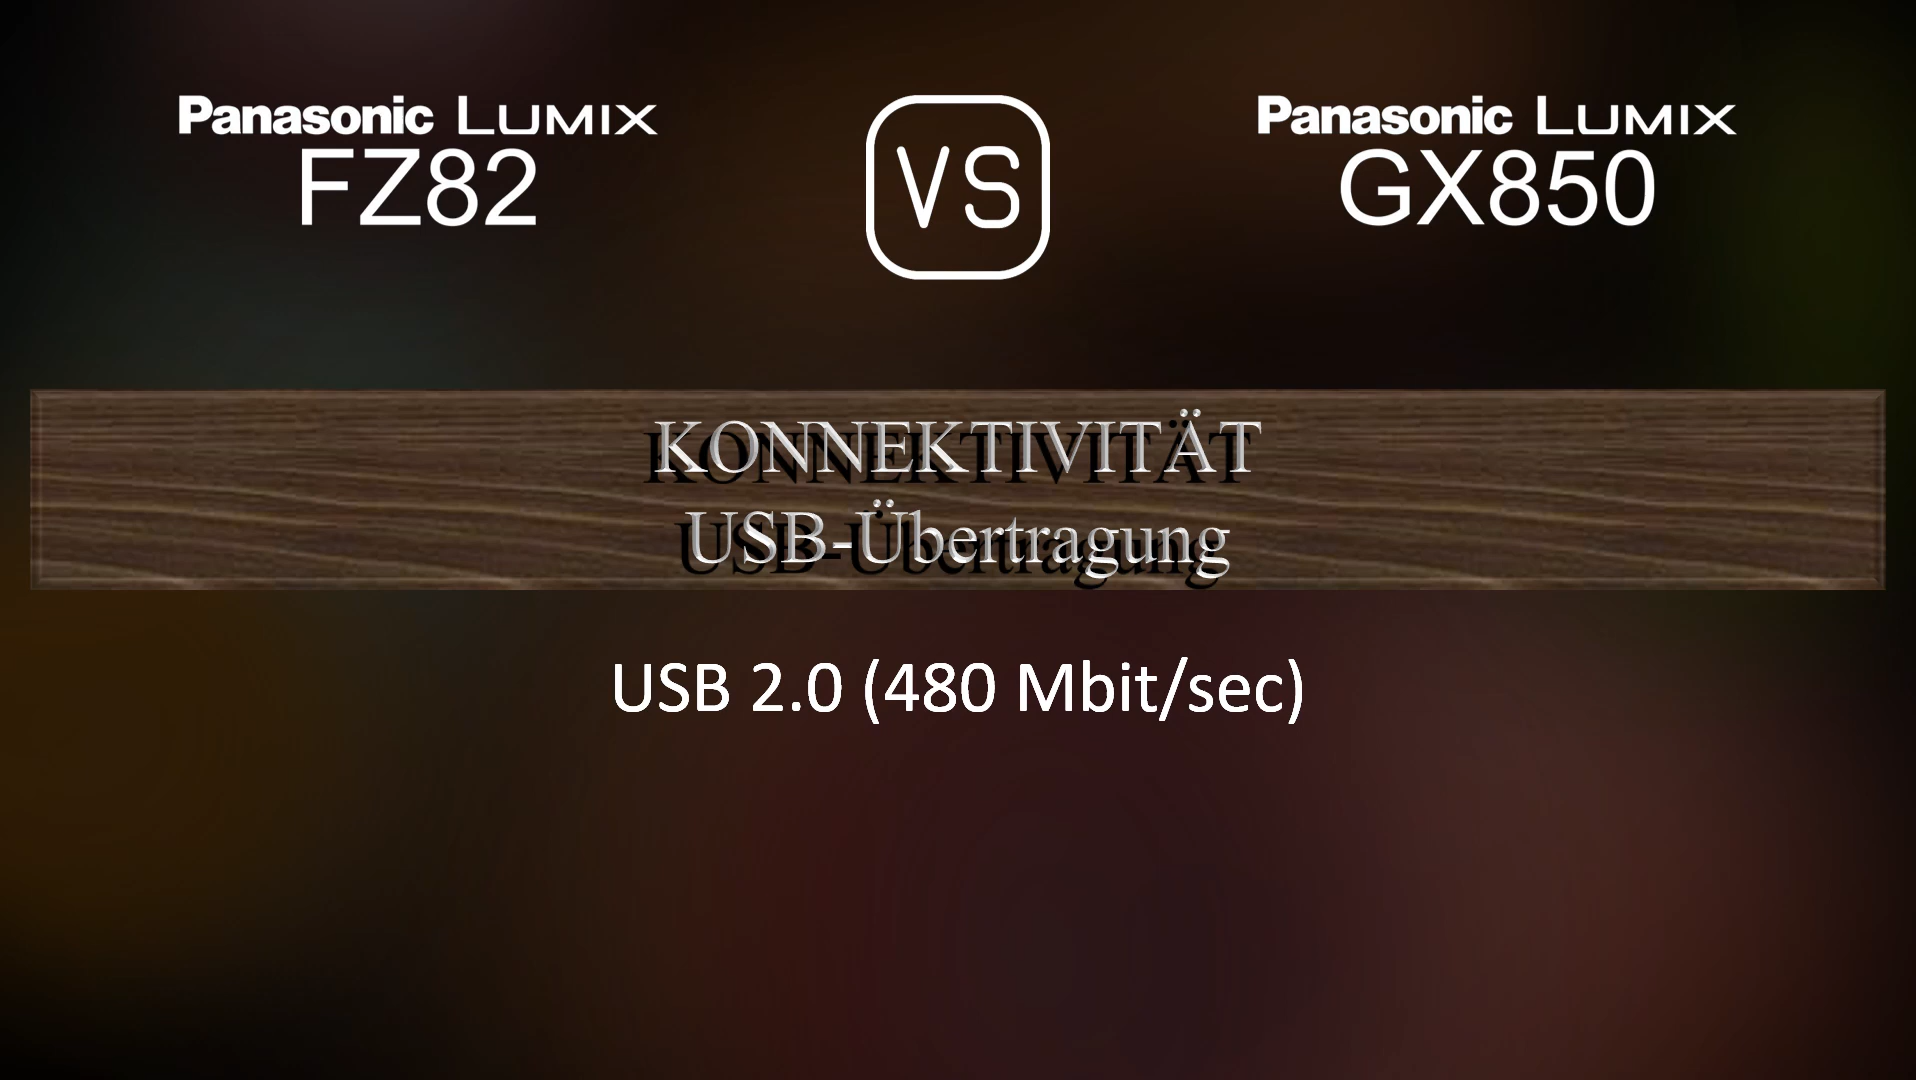 Panasonic LUMIX
FZ82
VS
Panasonic LUMIX
GX850
KONNEKTIVITÄT
USB-Übertragung
USB 2.0 (480 Mbit/sec)